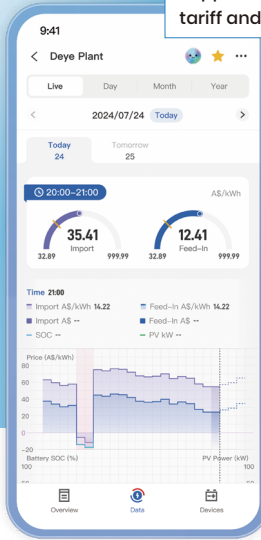 tariff and
9:41
Deye Plant
Live Day Month Year
2024/07/24 Today
Today Tomorrow
24 25
20:00-21:00 A$/kWh
35.41 12.41
Import Feed-In
32.89 999.99 32.89 999.99
Time 21:00
Import A$/kWh 14.22 Feed-In A$/kWh 14.22
Import A$ -- Feed-In A$ --
SOC -- PV kW --
Price (A$/kWh)
80
60
40
20
0
-20
Battery SOC (%) PV Power (kW)
100 100
Overview Data Devices